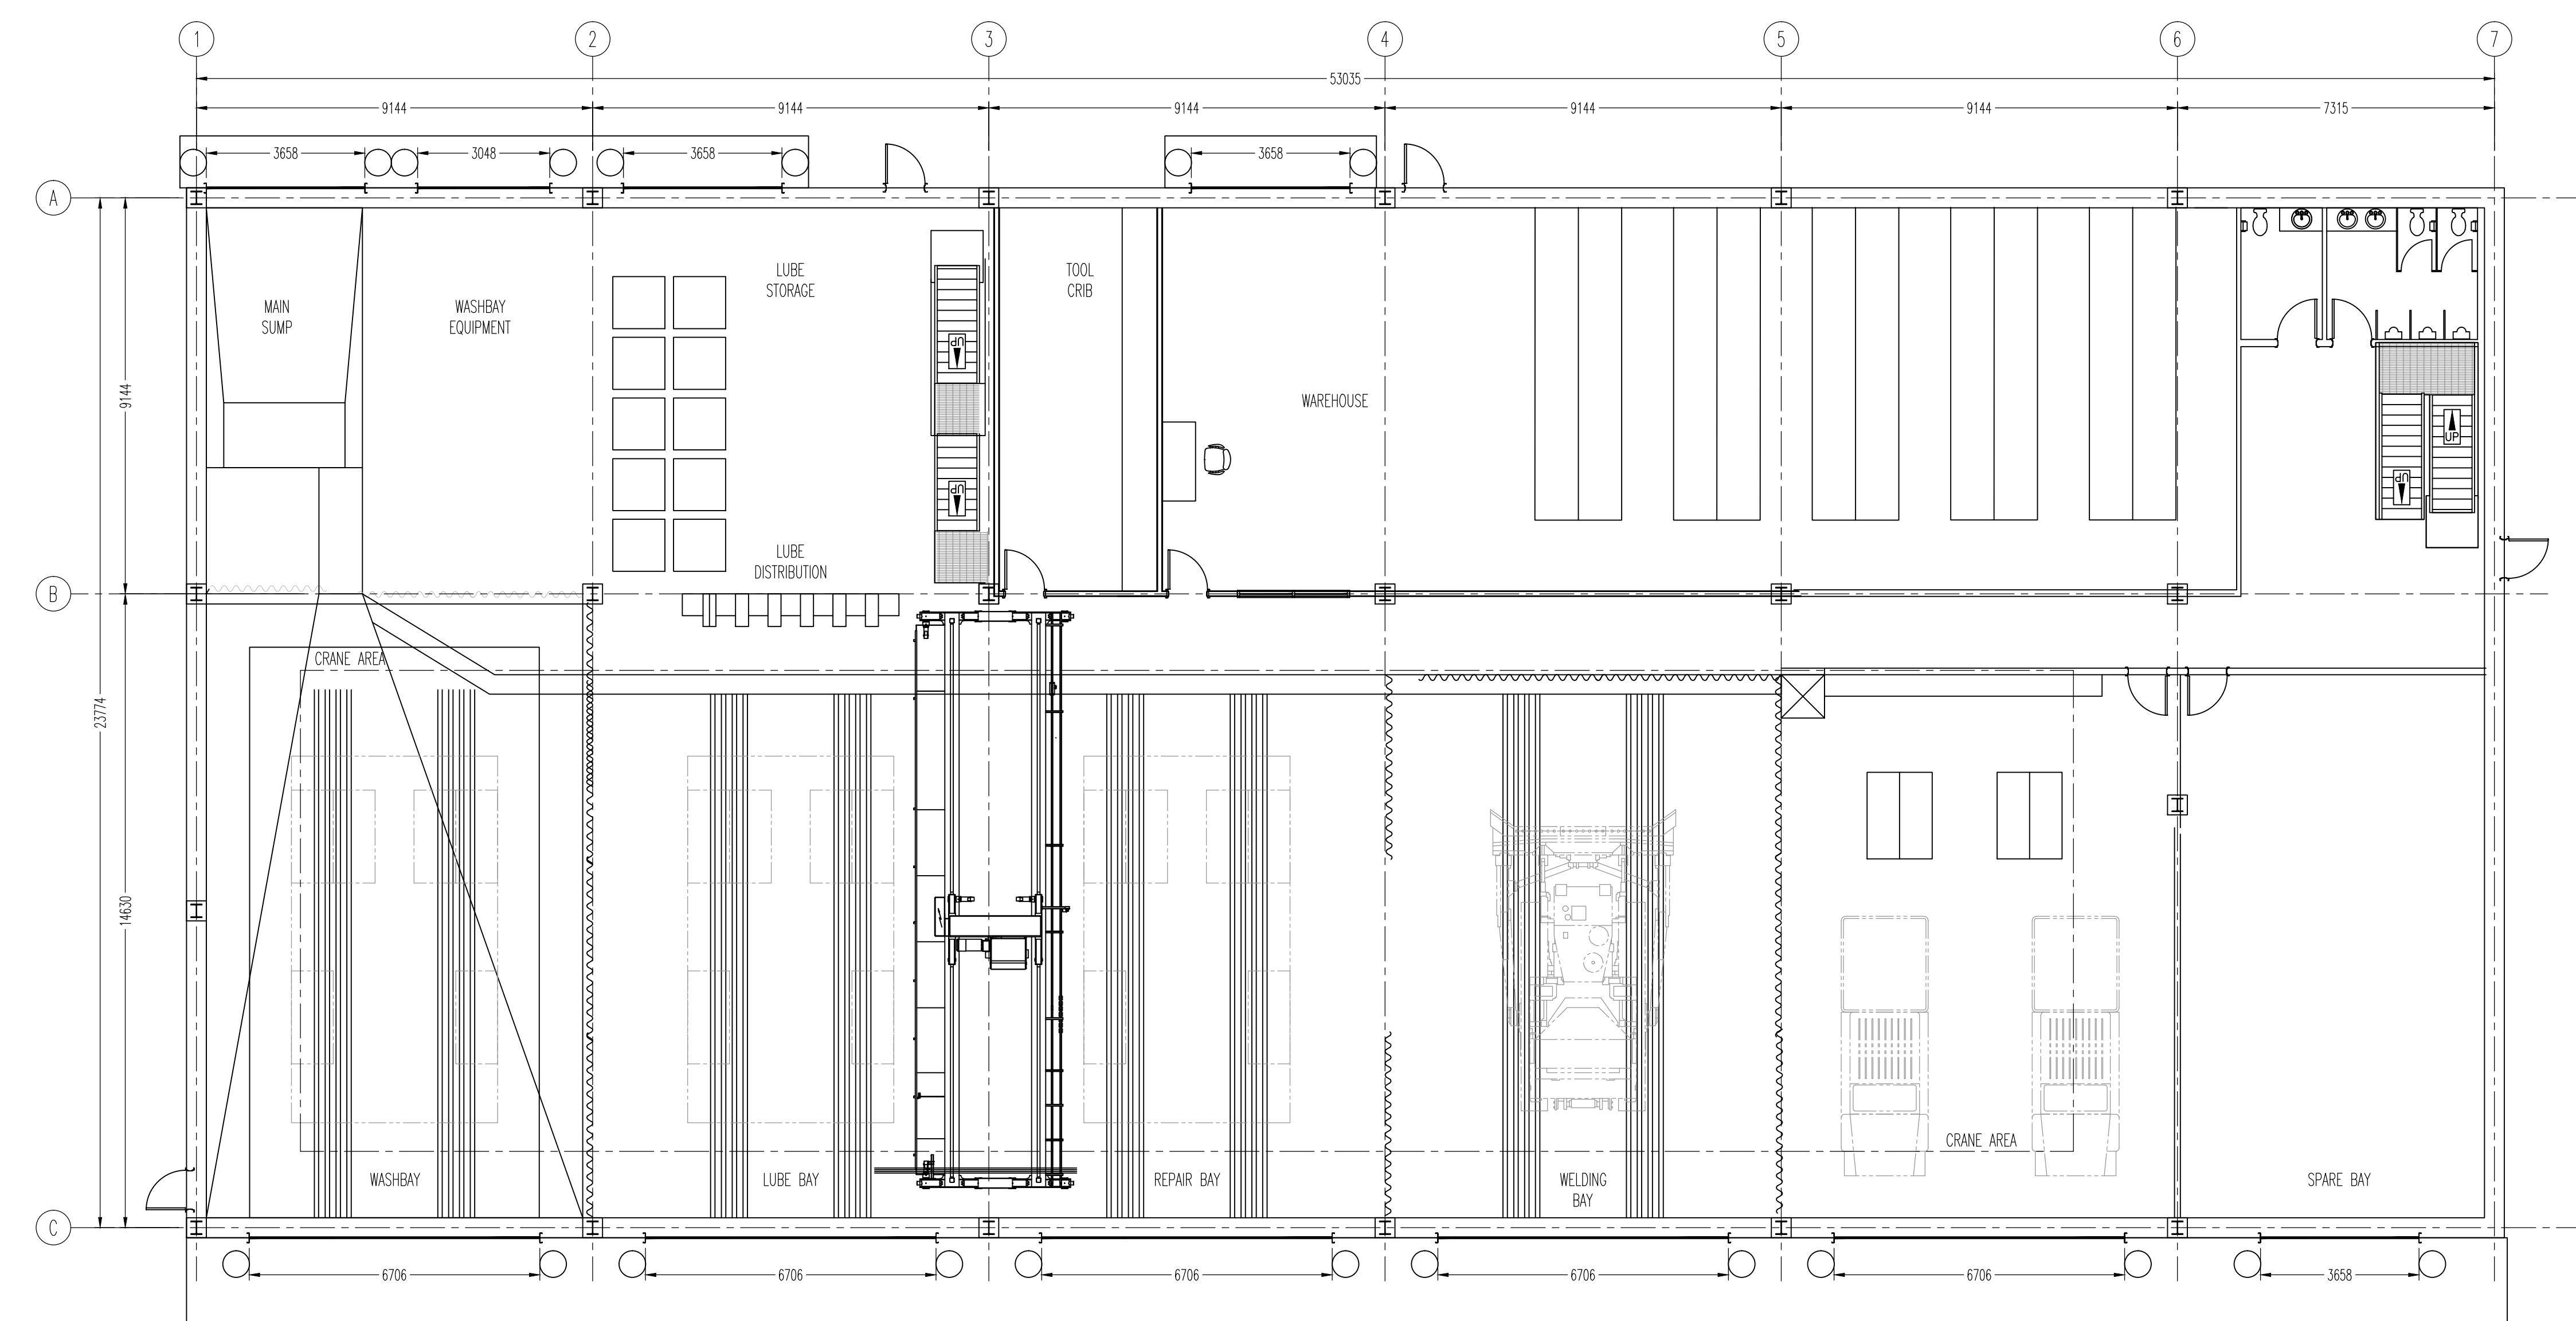 1 2 3 4 5 6 7
53035
9144 9144 9144 9144 9144 7315
3658 3048 3658 3658
A
LUBE
STORAGE
TOOL
CRIB
MAIN
SUMP
WASHBAY
EQUIPMENT
UP
9144
WAREHOUSE
UP
UP
UP
LUBE
DISTRIBUTION
B
CRANE AREA
23774
14630
CRANE AREA
WASHBAY
LUBE BAY
REPAIR BAY
WELDING
BAY
SPARE BAY
C
6706 6706 6706 6706 6706 3658